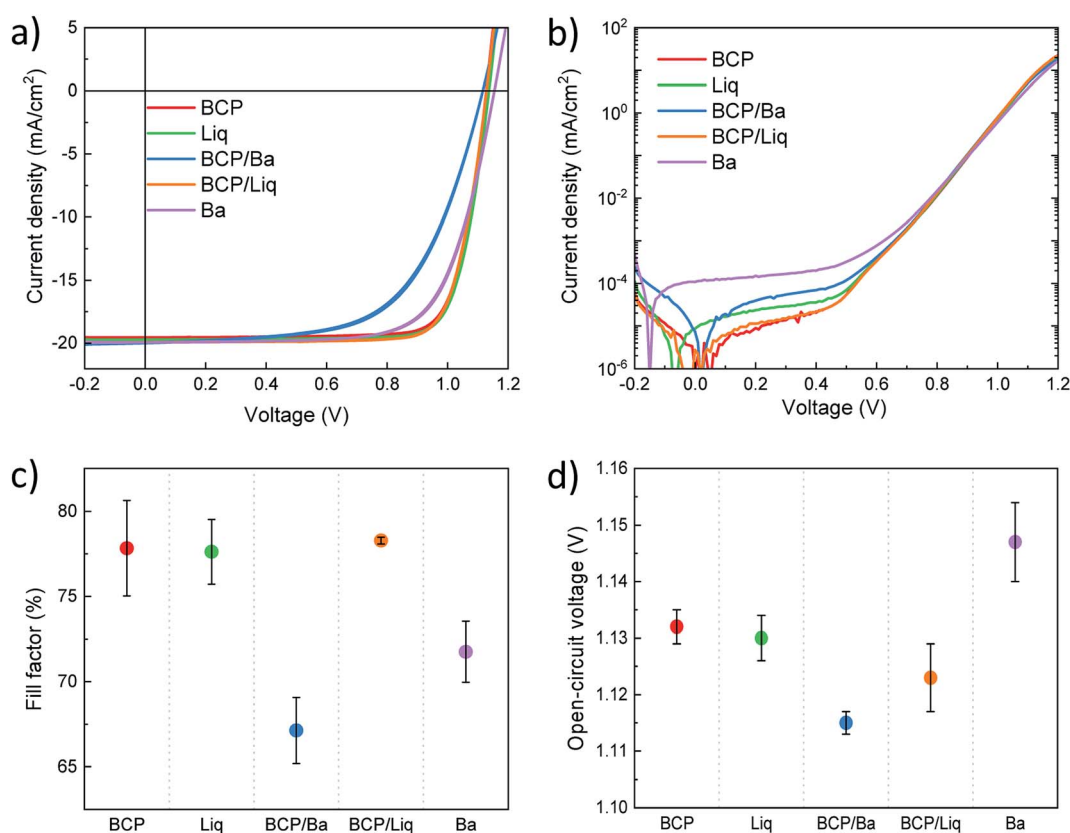 a)
Current density (mA/cm²)
5
0
-5
-10
-15
-20
BCP
Liq
BCP/Ba
BCP/Liq
Ba
-0.2 0.0 0.2 0.4 0.6 0.8 1.0 1.2
Voltage (V)
b)
Current density (mA/cm²)
10²
10⁰
10⁻²
10⁻⁴
10⁻⁶
BCP
Liq
BCP/Ba
BCP/Liq
Ba
-0.2 0.0 0.2 0.4 0.6 0.8 1.0 1.2
Voltage (V)
c)
Fill factor (%)
80
75
70
65
BCP Liq BCP/Ba BCP/Liq Ba
d)
Open-circuit voltage (V)
1.16
1.15
1.14
1.13
1.12
1.11
1.10
BCP Liq BCP/Ba BCP/Liq Ba